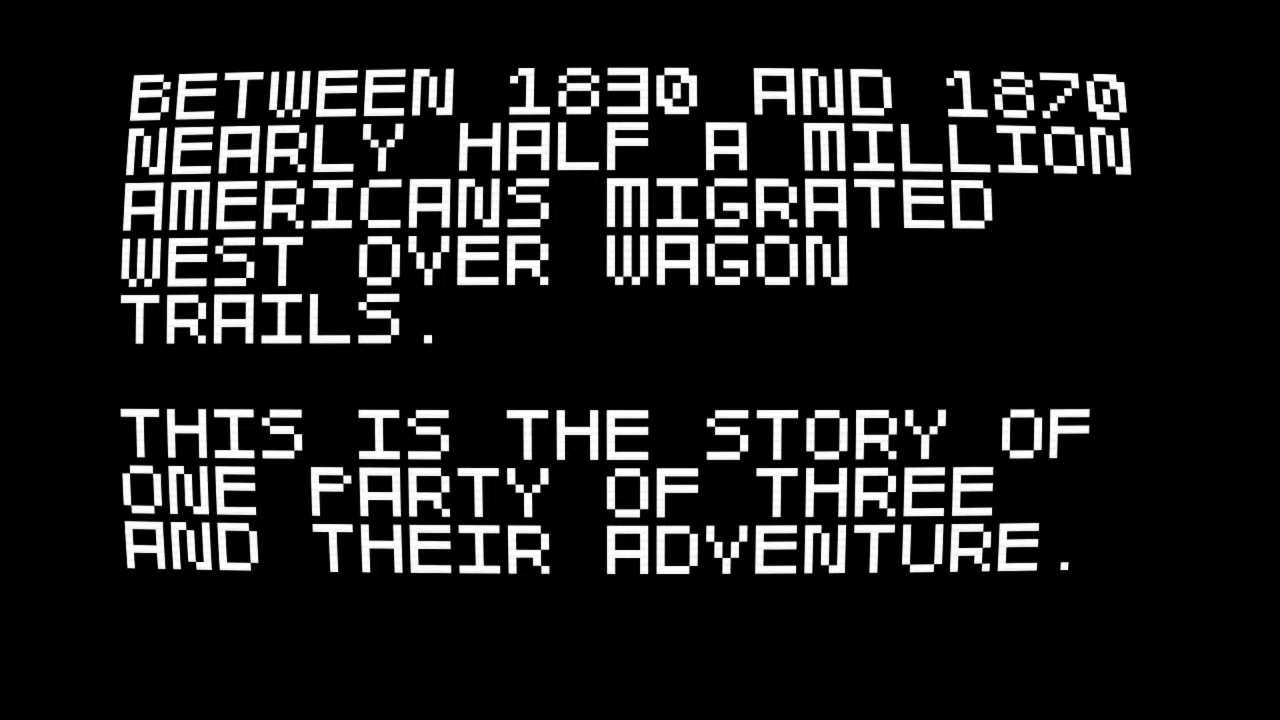 BETWEEN 1830 AND 1870
NEARLY HALF A MILLION
AMERICANS MIGRATED
WEST OVER WAGON
TRAILS.
THIS IS THE STORY OF
ONE PARTY OF THREE
AND THEIR ADVENTURE.